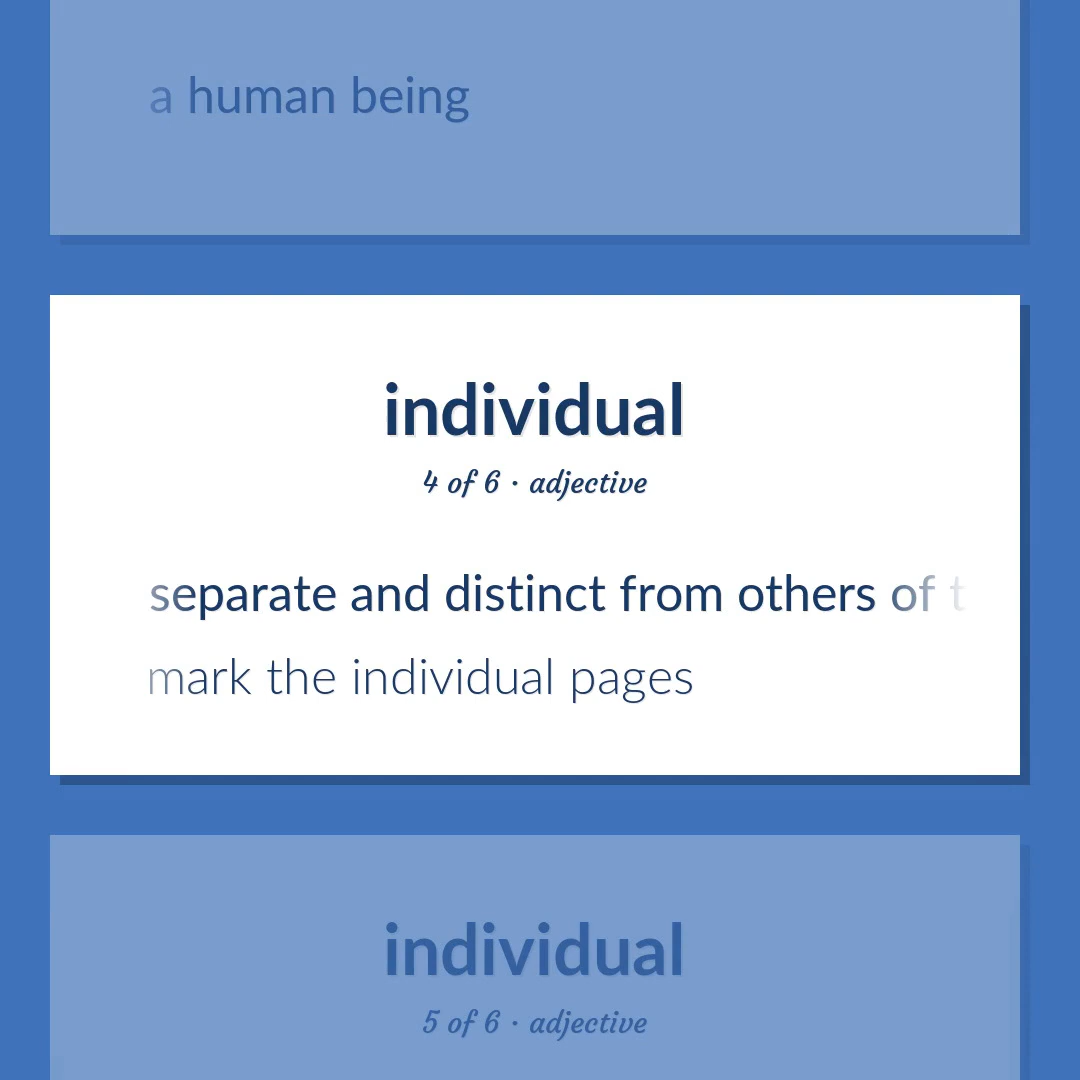 a human being
individual
4 of 6 · adjective
separate and distinct from others of t
mark the individual pages
individual
5 of 6 · adjective